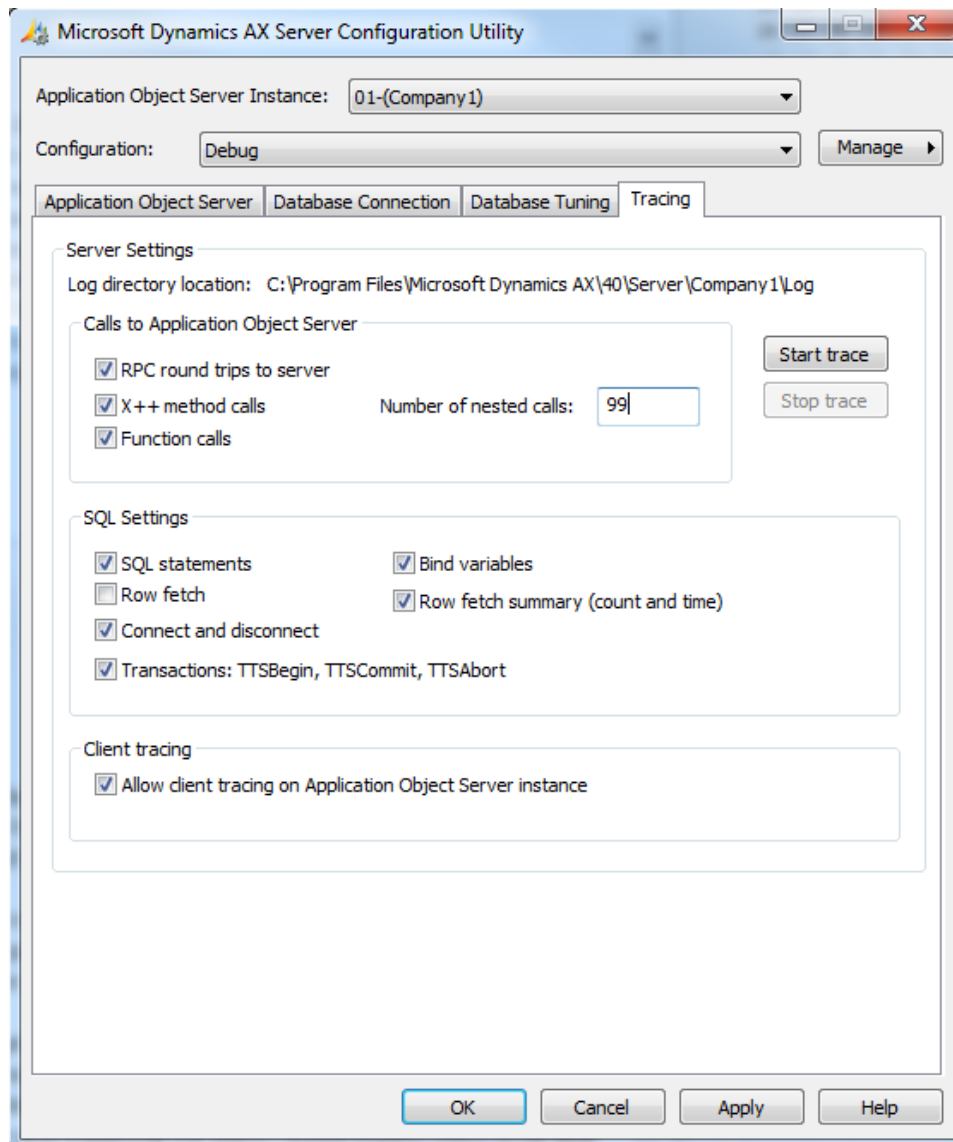 Microsoft Dynamics AX Server Configuration Utility
Application Object Server Instance: 01-(Company1)
Configuration: Debug Manage
Application Object Server Database Connection Database Tuning Tracing
Server Settings
Log directory location: C:\Program Files\Microsoft Dynamics AX\40\Server\Company1\Log
Calls to Application Object Server
Start trace
RPC round trips to server
X++ method calls Number of nested calls: 99
Stop trace
Function calls
SQL Settings
SQL statements Bind variables
Row fetch Row fetch summary (count and time)
Connect and disconnect
Transactions: TTSBegin, TTSCommit, TTSAbort
Client tracing
Allow client tracing on Application Object Server instance
OK Cancel Apply Help